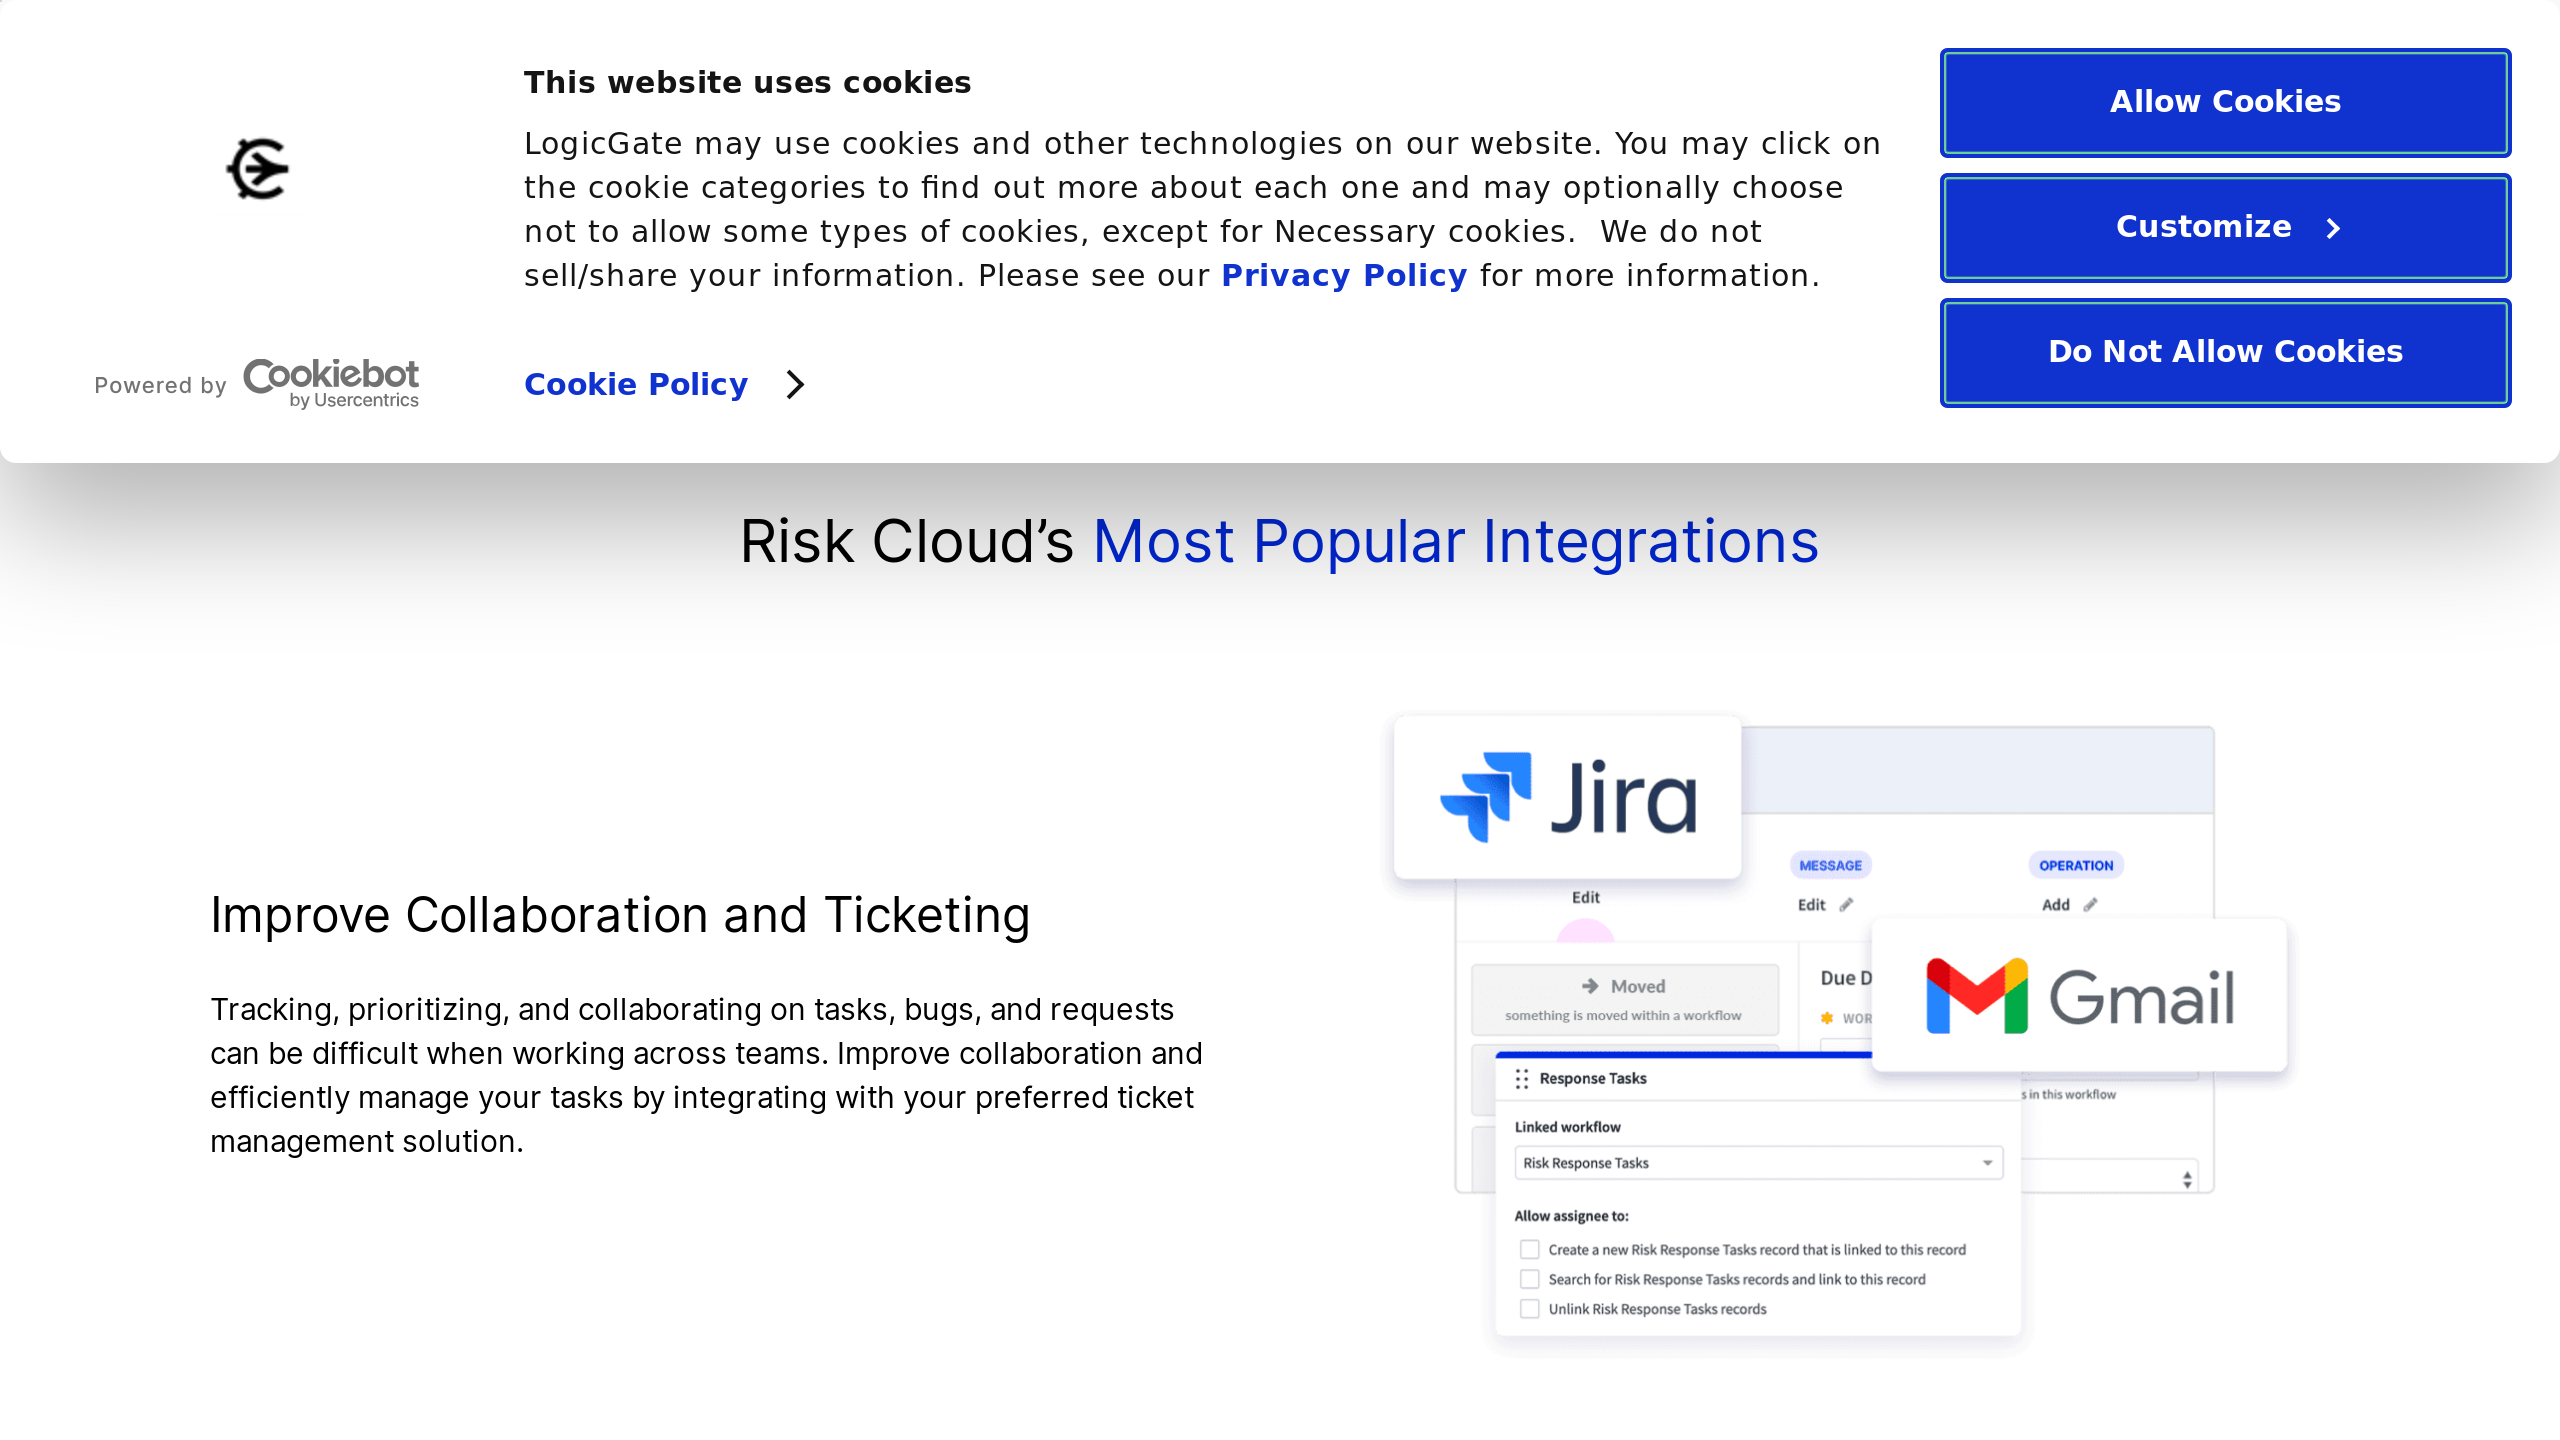 This website uses cookies
LogicGate may use cookies and other technologies on our website. You may click on
the cookie categories to find out more about each one and may optionally choose
not to allow some types of cookies, except for Necessary cookies.  We do not
sell/share your information. Please see our Privacy Policy for more information.
Powered by Cookiebot
by Usercentrics
Cookie Policy
Allow Cookies
Customize
Do Not Allow Cookies
Risk Cloud’s Most Popular Integrations
Improve Collaboration and Ticketing
Tracking, prioritizing, and collaborating on tasks, bugs, and requests
can be difficult when working across teams. Improve collaboration and
efficiently manage your tasks by integrating with your preferred ticket
management solution.
Jira
MESSAGE
OPERATION
Edit
Edit
Add
Moved
something is moved within a workflow
Due D
WOR
Gmail
s in this workflow
Response Tasks
Linked workflow
Risk Response Tasks
Allow assignee to:
Create a new Risk Response Tasks record that is linked to this record
Search for Risk Response Tasks records and link to this record
Unlink Risk Response Tasks records